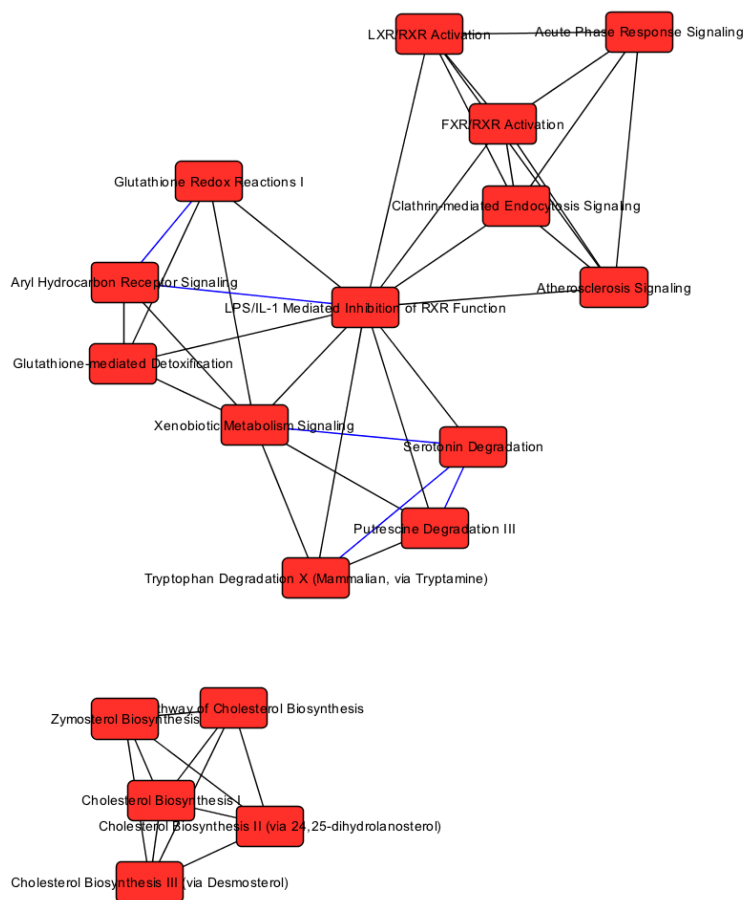 LXR/RXR Activation
Acute Phase Response Signaling
FXR/RXR Activation
Glutathione Redox Reactions I
Clathrin-mediated Endocytosis Signaling
Aryl Hydrocarbon Receptor Signaling
Atherosclerosis Signaling
LPS/IL-1 Mediated Inhibition of RXR Function
Glutathione-mediated Detoxification
Xenobiotic Metabolism Signaling
Serotonin Degradation
Putrescine Degradation III
Tryptophan Degradation X (Mammalian, via Tryptamine)
of Cholesterol Biosynthesis
Zymosterol Biosynthesis
Cholesterol Biosynthesis I
Cholesterol Biosynthesis II (via 24,25-dihydrolanosterol)
Cholesterol Biosynthesis III (via Desmosterol)